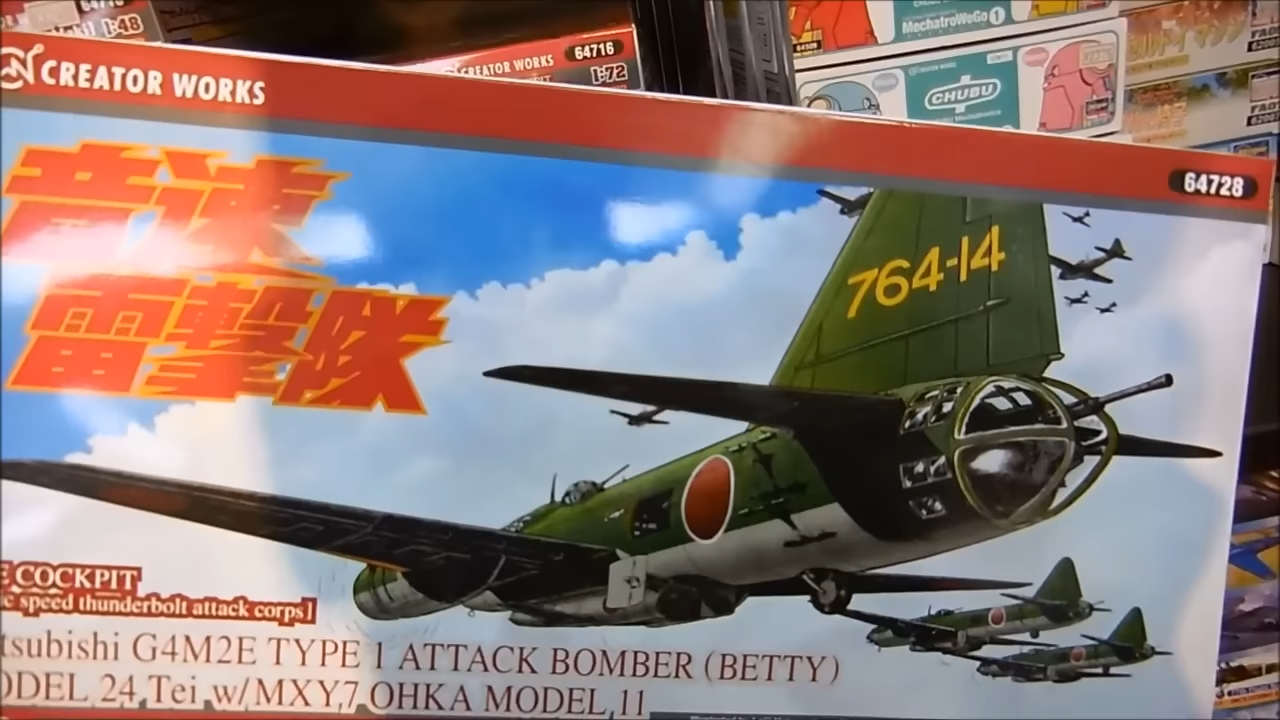 1:48
CREATOR WORKS
64716
CREATOR WORKS
1:72
MechatroWeGo 1
CHUBU
64728
音速
雷撃隊
764-14
E COCKPIT
c speed thunderbolt attack corps]
tsubishi G4M2E TYPE 1 ATTACK BOMBER (BETTY)
ODEL 24 Tei w/MXY7 OHKA MODEL 11